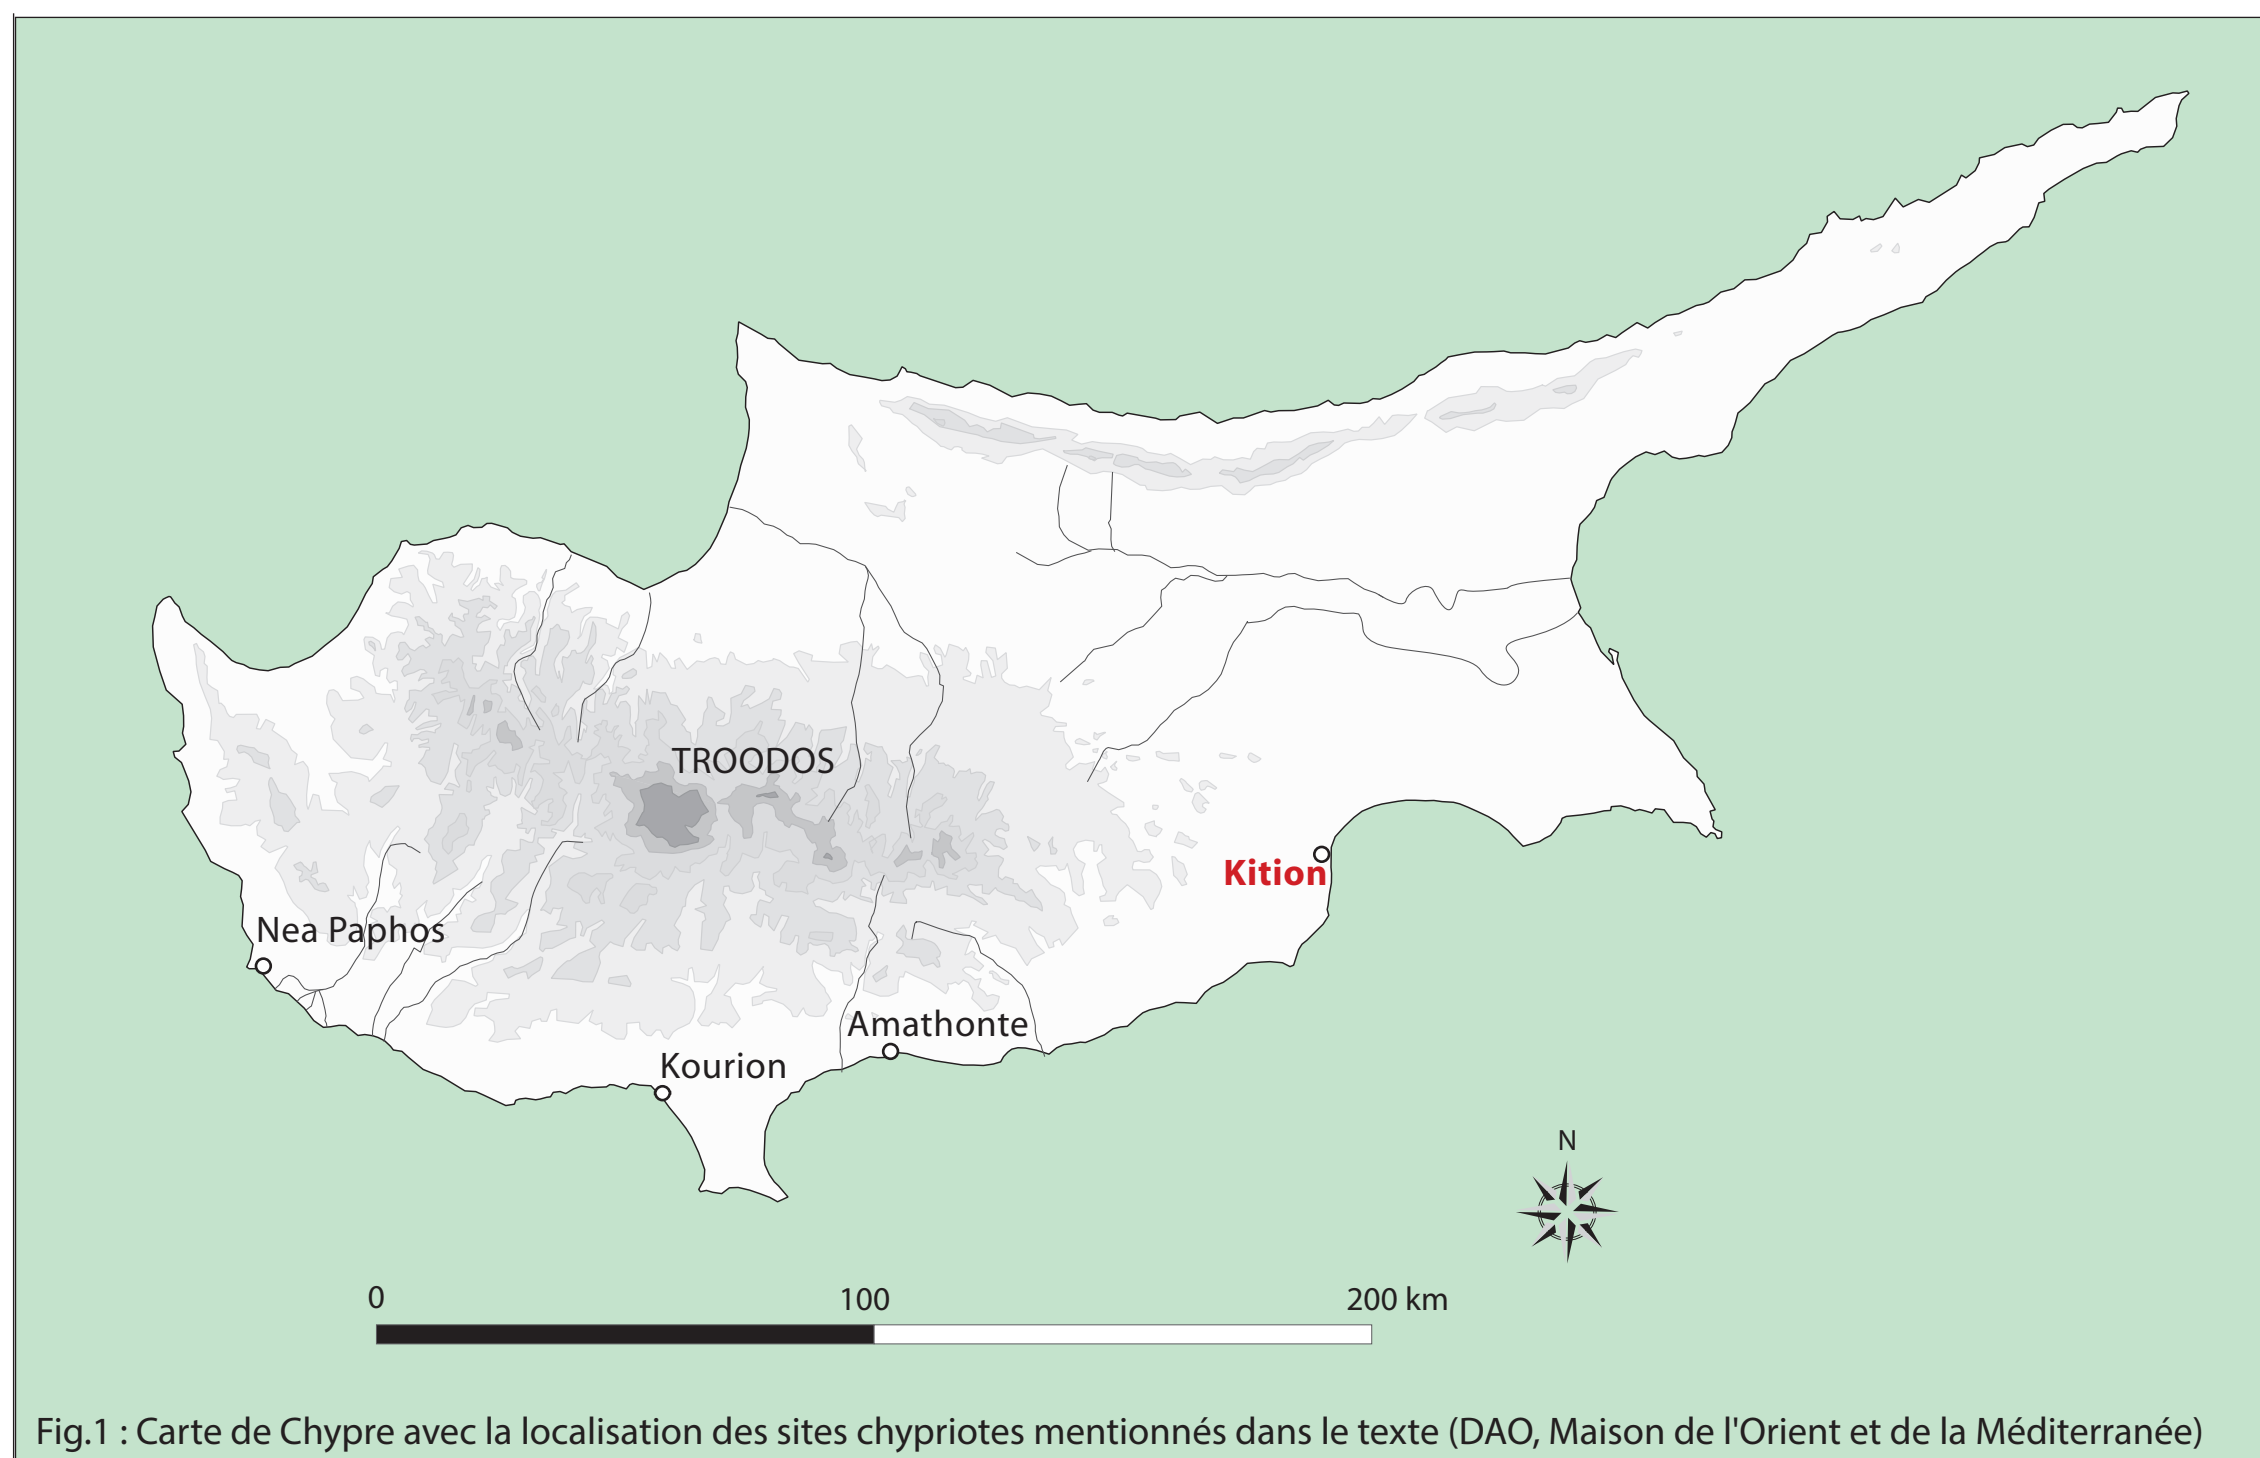 TROODOS
Kition
Nea Paphos
Amathonte
Kourion
N
0 100 200 km
Fig.1 : Carte de Chypre avec la localisation des sites chypriotes mentionnés dans le texte (DAO, Maison de l'Orient et de la Méditerranée)